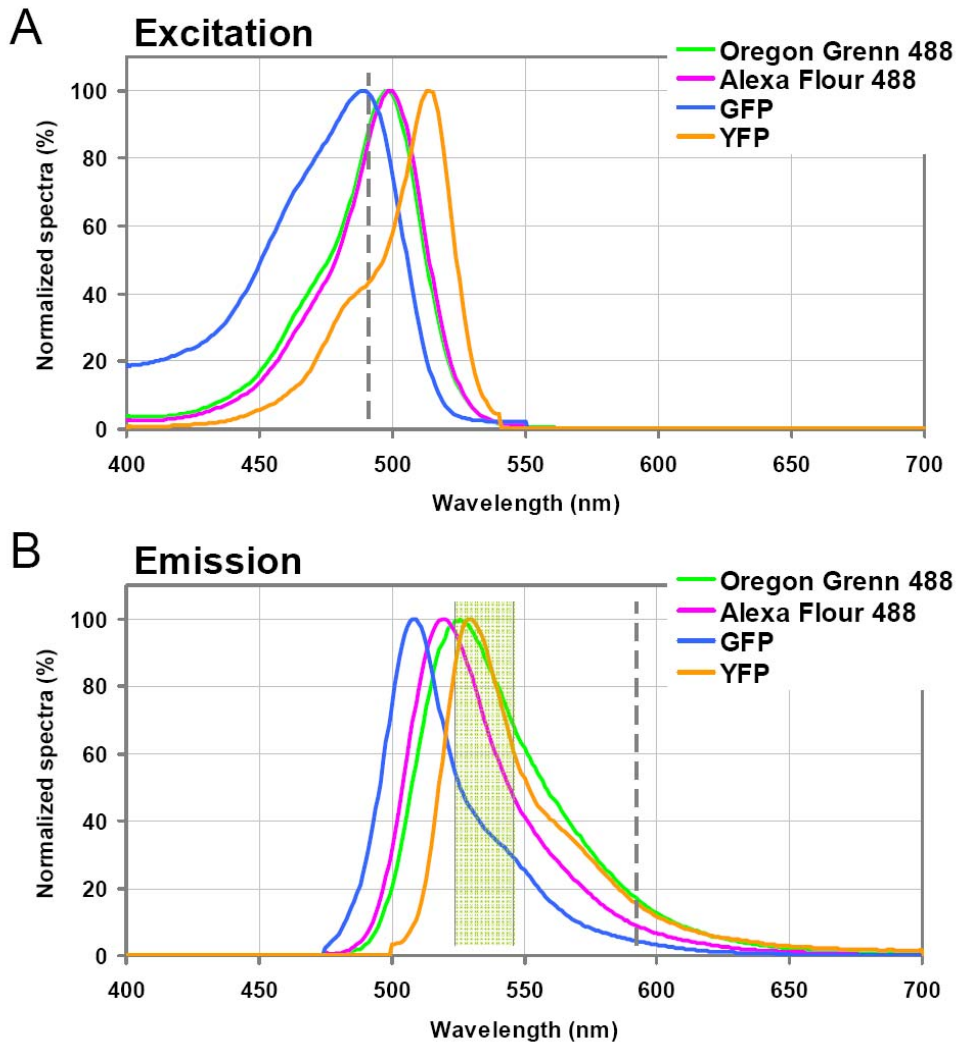 A
Excitation
Oregon Grenn 488
Alexa Flour 488
GFP
YFP
Normalized spectra (%)
100
80
60
40
20
0
400 450 500 550 600 650 700
Wavelength (nm)
B
Emission
Oregon Grenn 488
Alexa Flour 488
GFP
YFP
Normalized spectra (%)
100
80
60
40
20
0
400 450 500 550 600 650 700
Wavelength (nm)